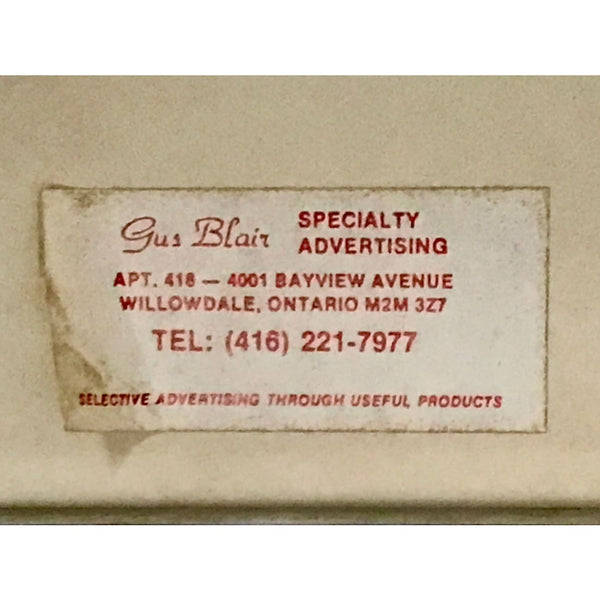 Gus Blair SPECIALTY ADVERTISING
APT. 418 — 4001 BAYVIEW AVENUE
WILLOWDALE, ONTARIO M2M 3Z7
TEL: (416) 221-7977
SELECTIVE ADVERTISING THROUGH USEFUL PRODUCTS